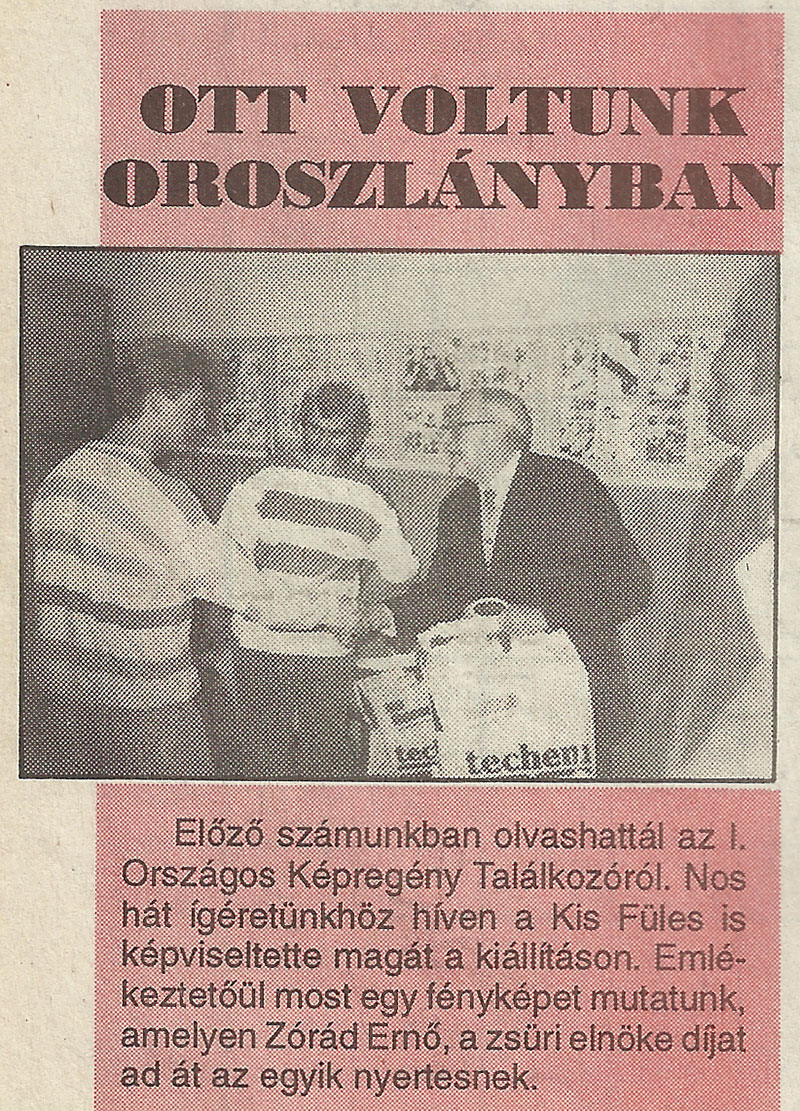 OTT VOLTUNK
OROSZLÁNYBAN
tec
techem
Előző számunkban olvashattál az I.
Országos Képregény Találkozóról. Nos
hát ígéretünkhöz híven a Kis Füles is
képviseltette magát a kiállításon. Emlé-
keztetőül most egy fényképet mutatunk,
amelyen Zórád Ernő, a zsüri elnöke díjat
ad át az egyik nyertesnek.